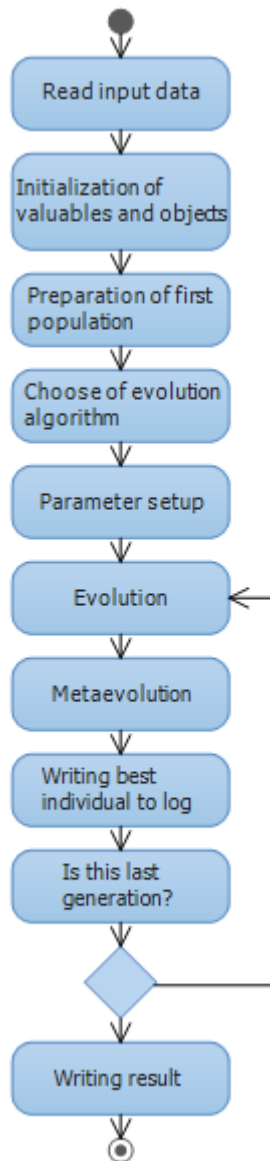 Read input data
Initialization of
valuables and objects
Preparation of first
population
Choose of evolution
algorithm
Parameter setup
Evolution
Metaevolution
Writing best
individual to log
Is this last
generation?
Writing result